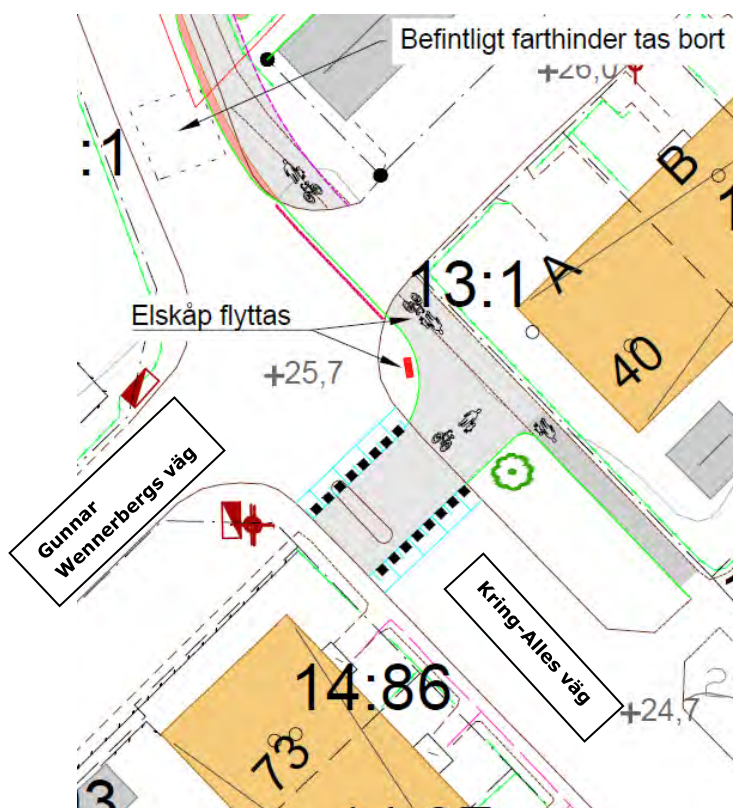 Befintligt farthinder tas bort
+26,0
:1
B
13:1
A
Elskåp flyttas
+25,7
40
Gunnar
Wennerbergs väg
Kring-Alles väg
14:86
+24,7
73
3